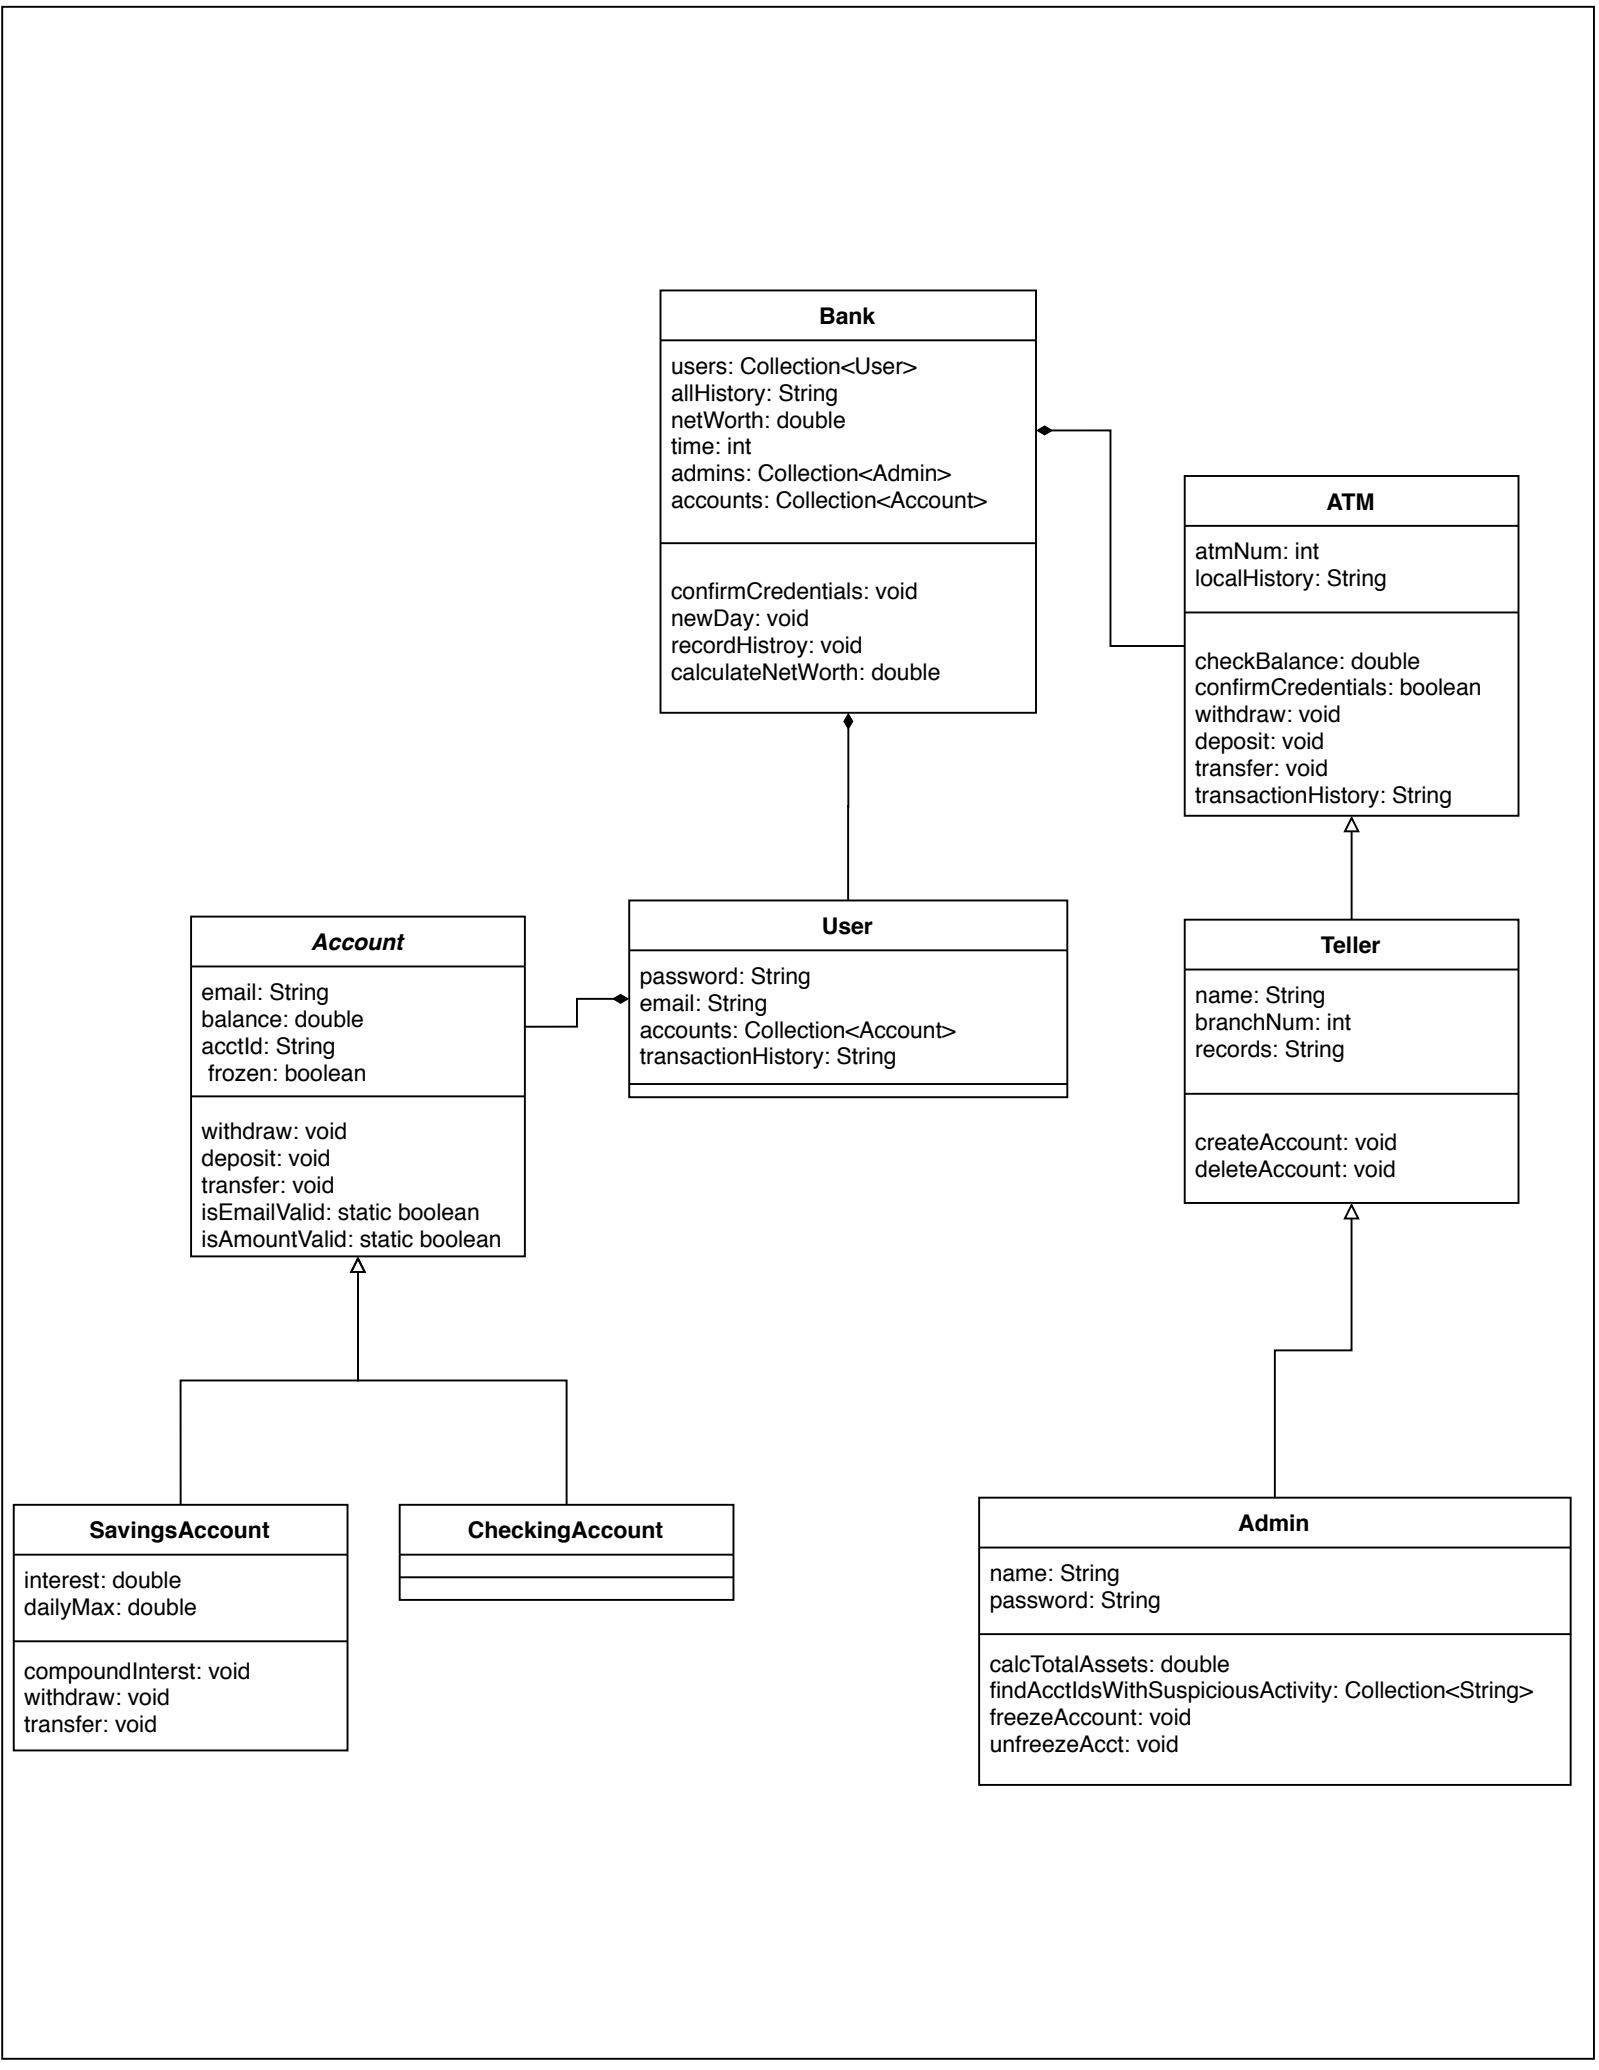 Bank
users: Collection<User>
allHistory: String
netWorth: double
time: int
admins: Collection<Admin>
accounts: Collection<Account>
confirmCredentials: void
newDay: void
recordHistroy: void
calculateNetWorth: double
ATM
atmNum: int
localHistory: String
checkBalance: double
confirmCredentials: boolean
withdraw: void
deposit: void
transfer: void
transactionHistory: String
Account
email: String
balance: double
acctId: String
frozen: boolean
withdraw: void
deposit: void
transfer: void
isEmailValid: static boolean
isAmountValid: static boolean
User
password: String
email: String
accounts: Collection<Account>
transactionHistory: String
Teller
name: String
branchNum: int
records: String
createAccount: void
deleteAccount: void
SavingsAccount
interest: double
dailyMax: double
compoundInterst: void
withdraw: void
transfer: void
CheckingAccount
Admin
name: String
password: String
calcTotalAssets: double
findAcctIdsWithSuspiciousActivity: Collection<String>
freezeAccount: void
unfreezeAcct: void